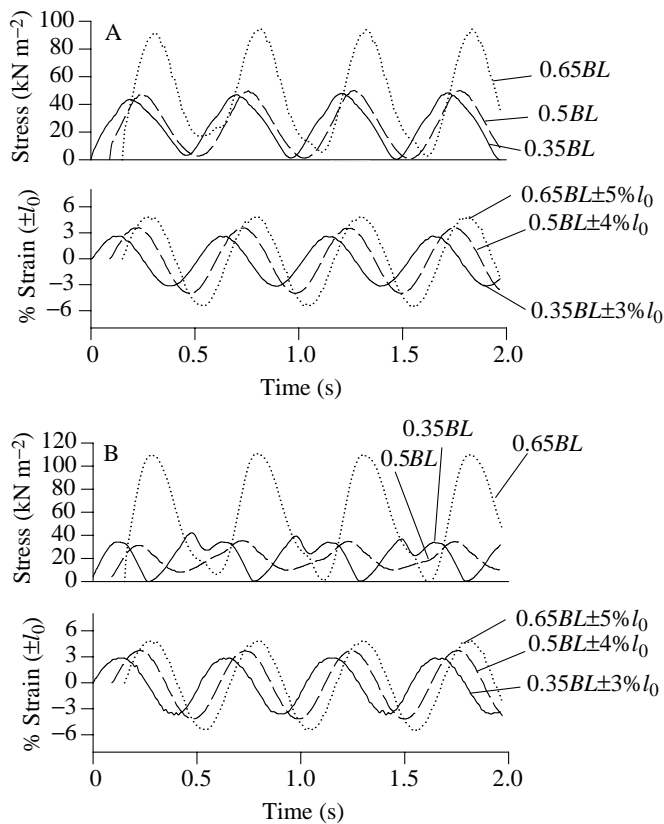 A
Stress (kN m⁻²)
100
80
60
40
20
0
0.65BL
0.5BL
0.35BL
% Strain (±l₀)
6
3
0
−3
−6
0.65BL±5%l₀
0.5BL±4%l₀
0.35BL±3%l₀
0
0.5
1.0
1.5
2.0
Time (s)
B
Stress (kN m⁻²)
120
100
80
60
40
20
0
0.35BL
0.5BL
0.65BL
% Strain (±l₀)
6
3
0
−3
−6
0.65BL±5%l₀
0.5BL±4%l₀
0.35BL±3%l₀
0
0.5
1.0
1.5
2.0
Time (s)